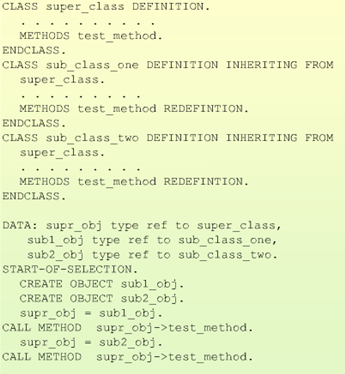 CLASS super_class DEFINITION.
. . . . . . . . . .
METHODS test_method.
ENDCLASS.
CLASS sub_class_one DEFINITION INHERITING FROM
super_class.
. . . . . . . . .
METHODS test_method REDEFINTION.
ENDCLASS.
CLASS sub_class_two DEFINITION INHERITING FROM
super_class.
. . . . . . . . .
METHODS test_method REDEFINTION.
ENDCLASS.
DATA: supr_obj type ref to super_class,
sub1_obj type ref to sub_class_one,
sub2_obj type ref to sub_class_two.
START-OF-SELECTION.
CREATE OBJECT sub1_obj.
CREATE OBJECT sub2_obj.
supr_obj = sub1_obj.
CALL METHOD  supr_obj->test_method.
supr_obj = sub2_obj.
CALL METHOD  supr_obj->test_method.